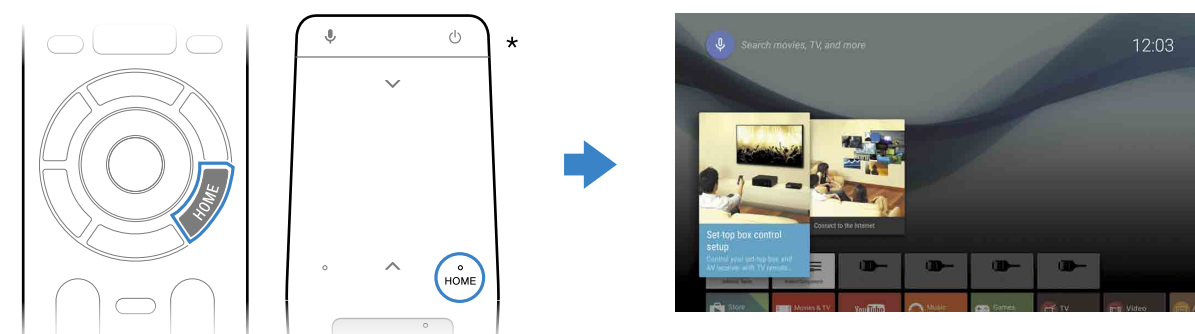 HOME
HOME
*
Search movies, TV, and more
12:03
Set-top box control
setup
Control your set-top box and
AV receiver with TV remote...
Connect to the Internet
Store
Movies & TV
YouTube
Music
Games
TV
Video